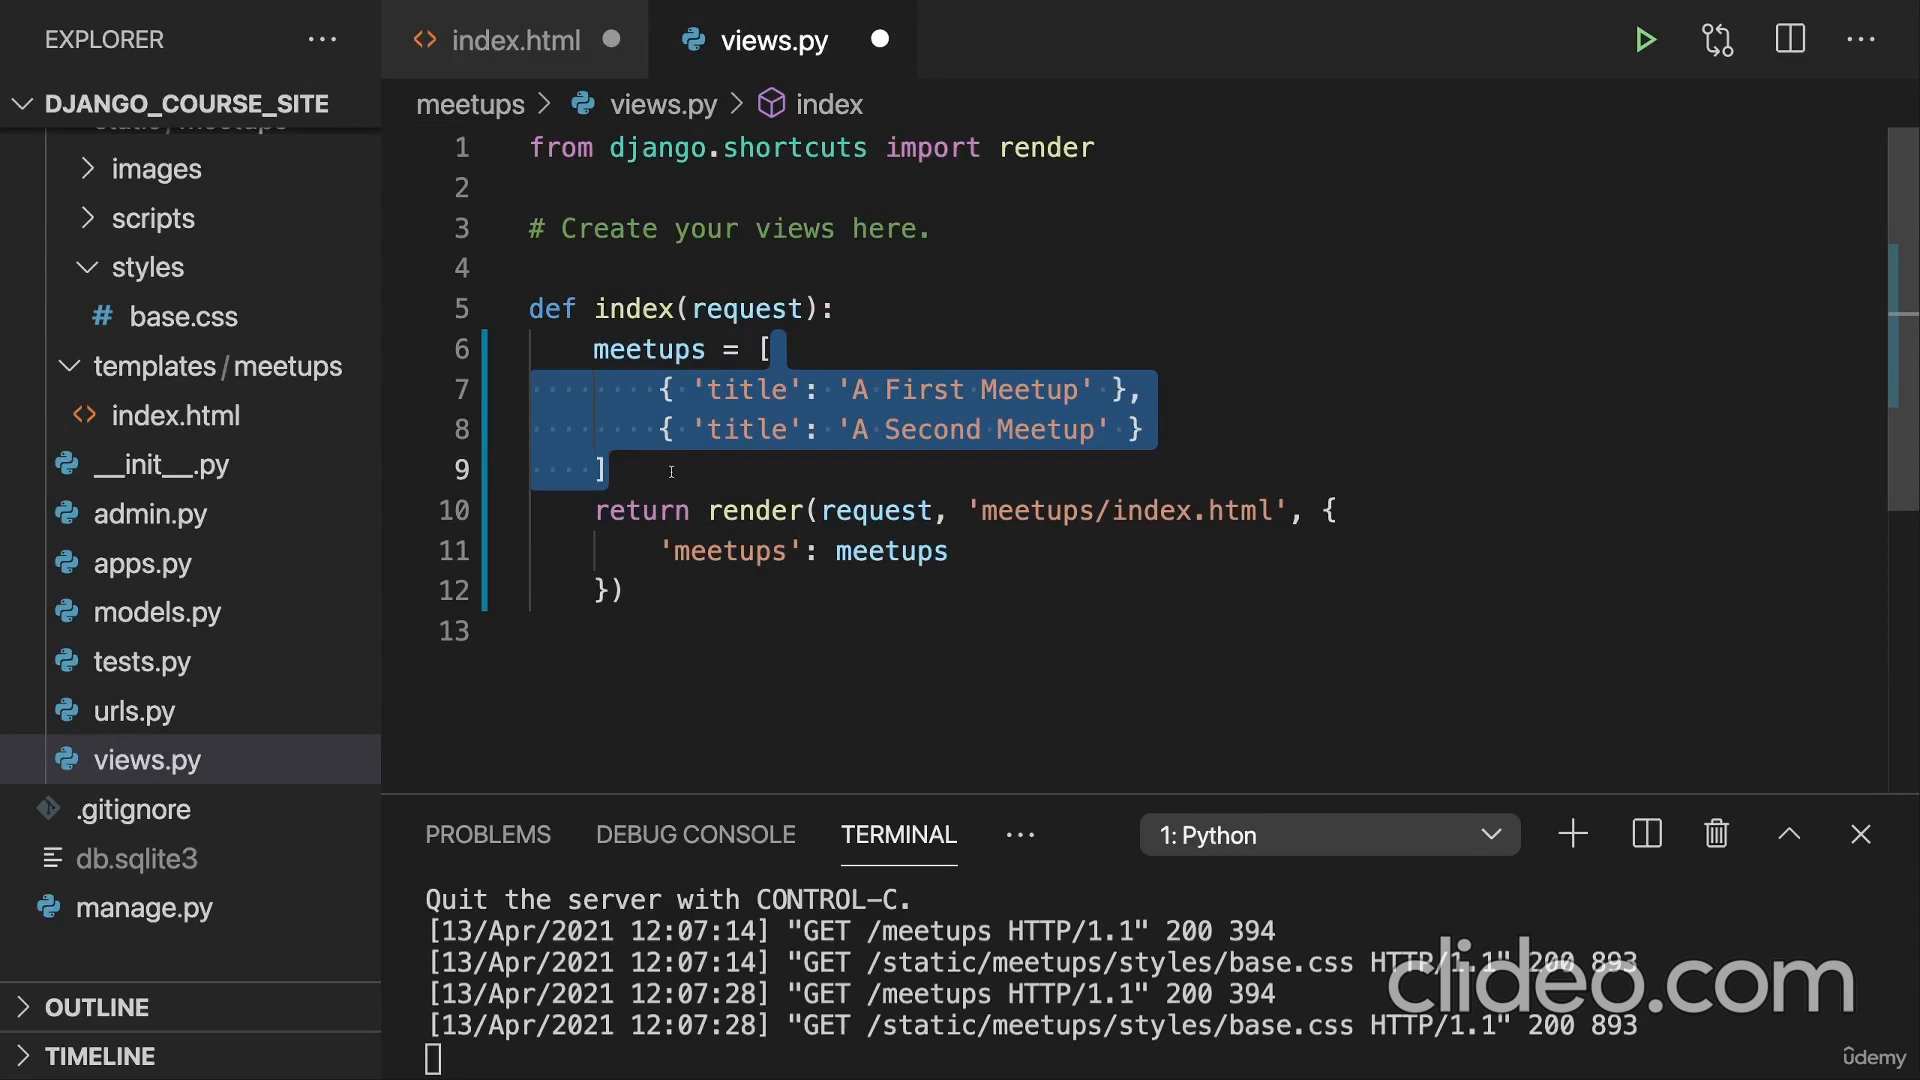 EXPLORER
index.html
views.py
DJANGO_COURSE_SITE
meetups > views.py > index
images
scripts
styles
# base.css
templates/meetups
index.html
__init__.py
admin.py
apps.py
models.py
tests.py
urls.py
views.py
.gitignore
db.sqlite3
manage.py
OUTLINE
TIMELINE
1 from django.shortcuts import render
2
3 # Create your views here.
4
5 def index(request):
6 meetups = [
7 { 'title': 'A First Meetup' },
8 { 'title': 'A Second Meetup' }
9 ]
10 return render(request, 'meetups/index.html', {
11 'meetups': meetups
12 })
13
PROBLEMS DEBUG CONSOLE TERMINAL 1: Python
Quit the server with CONTROL-C.
[13/Apr/2021 12:07:14] "GET /meetups HTTP/1.1" 200 394
[13/Apr/2021 12:07:14] "GET /static/meetups/styles/base.css HTTP/1.1" 200 893
[13/Apr/2021 12:07:28] "GET /meetups HTTP/1.1" 200 394
[13/Apr/2021 12:07:28] "GET /static/meetups/styles/base.css HTTP/1.1" 200 893
clideo.com
ûdemy